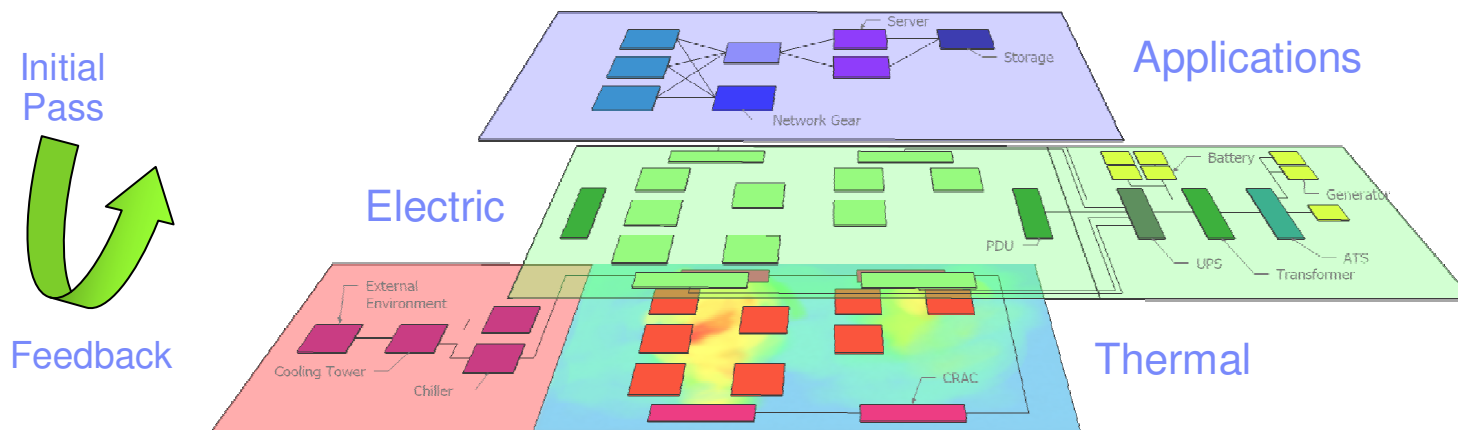 Initial
Pass
Feedback
Server
Storage
Network Gear
Applications
Electric
Battery
Generator
PDU
UPS
Transformer
ATS
External
Environment
Cooling Tower
Chiller
CRAC
Thermal